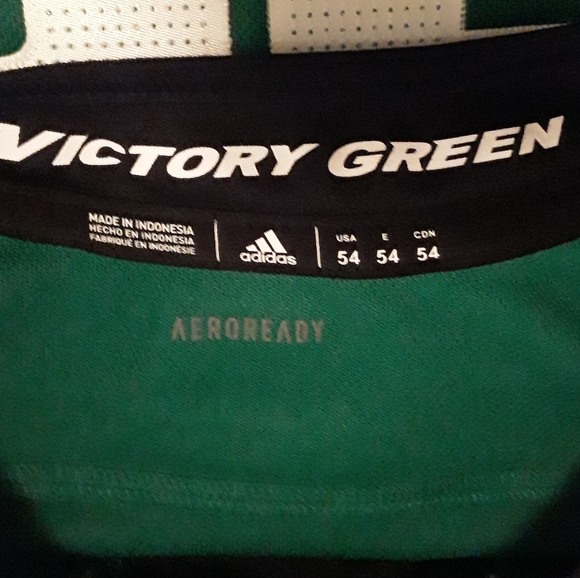 VICTORY GREEN
MADE IN INDONESIA
HECHO EN INDONESIA
FABRIQUÉ EN INDONÉSIE
adidas
USA E CDN
54 54 54
AEROREADY